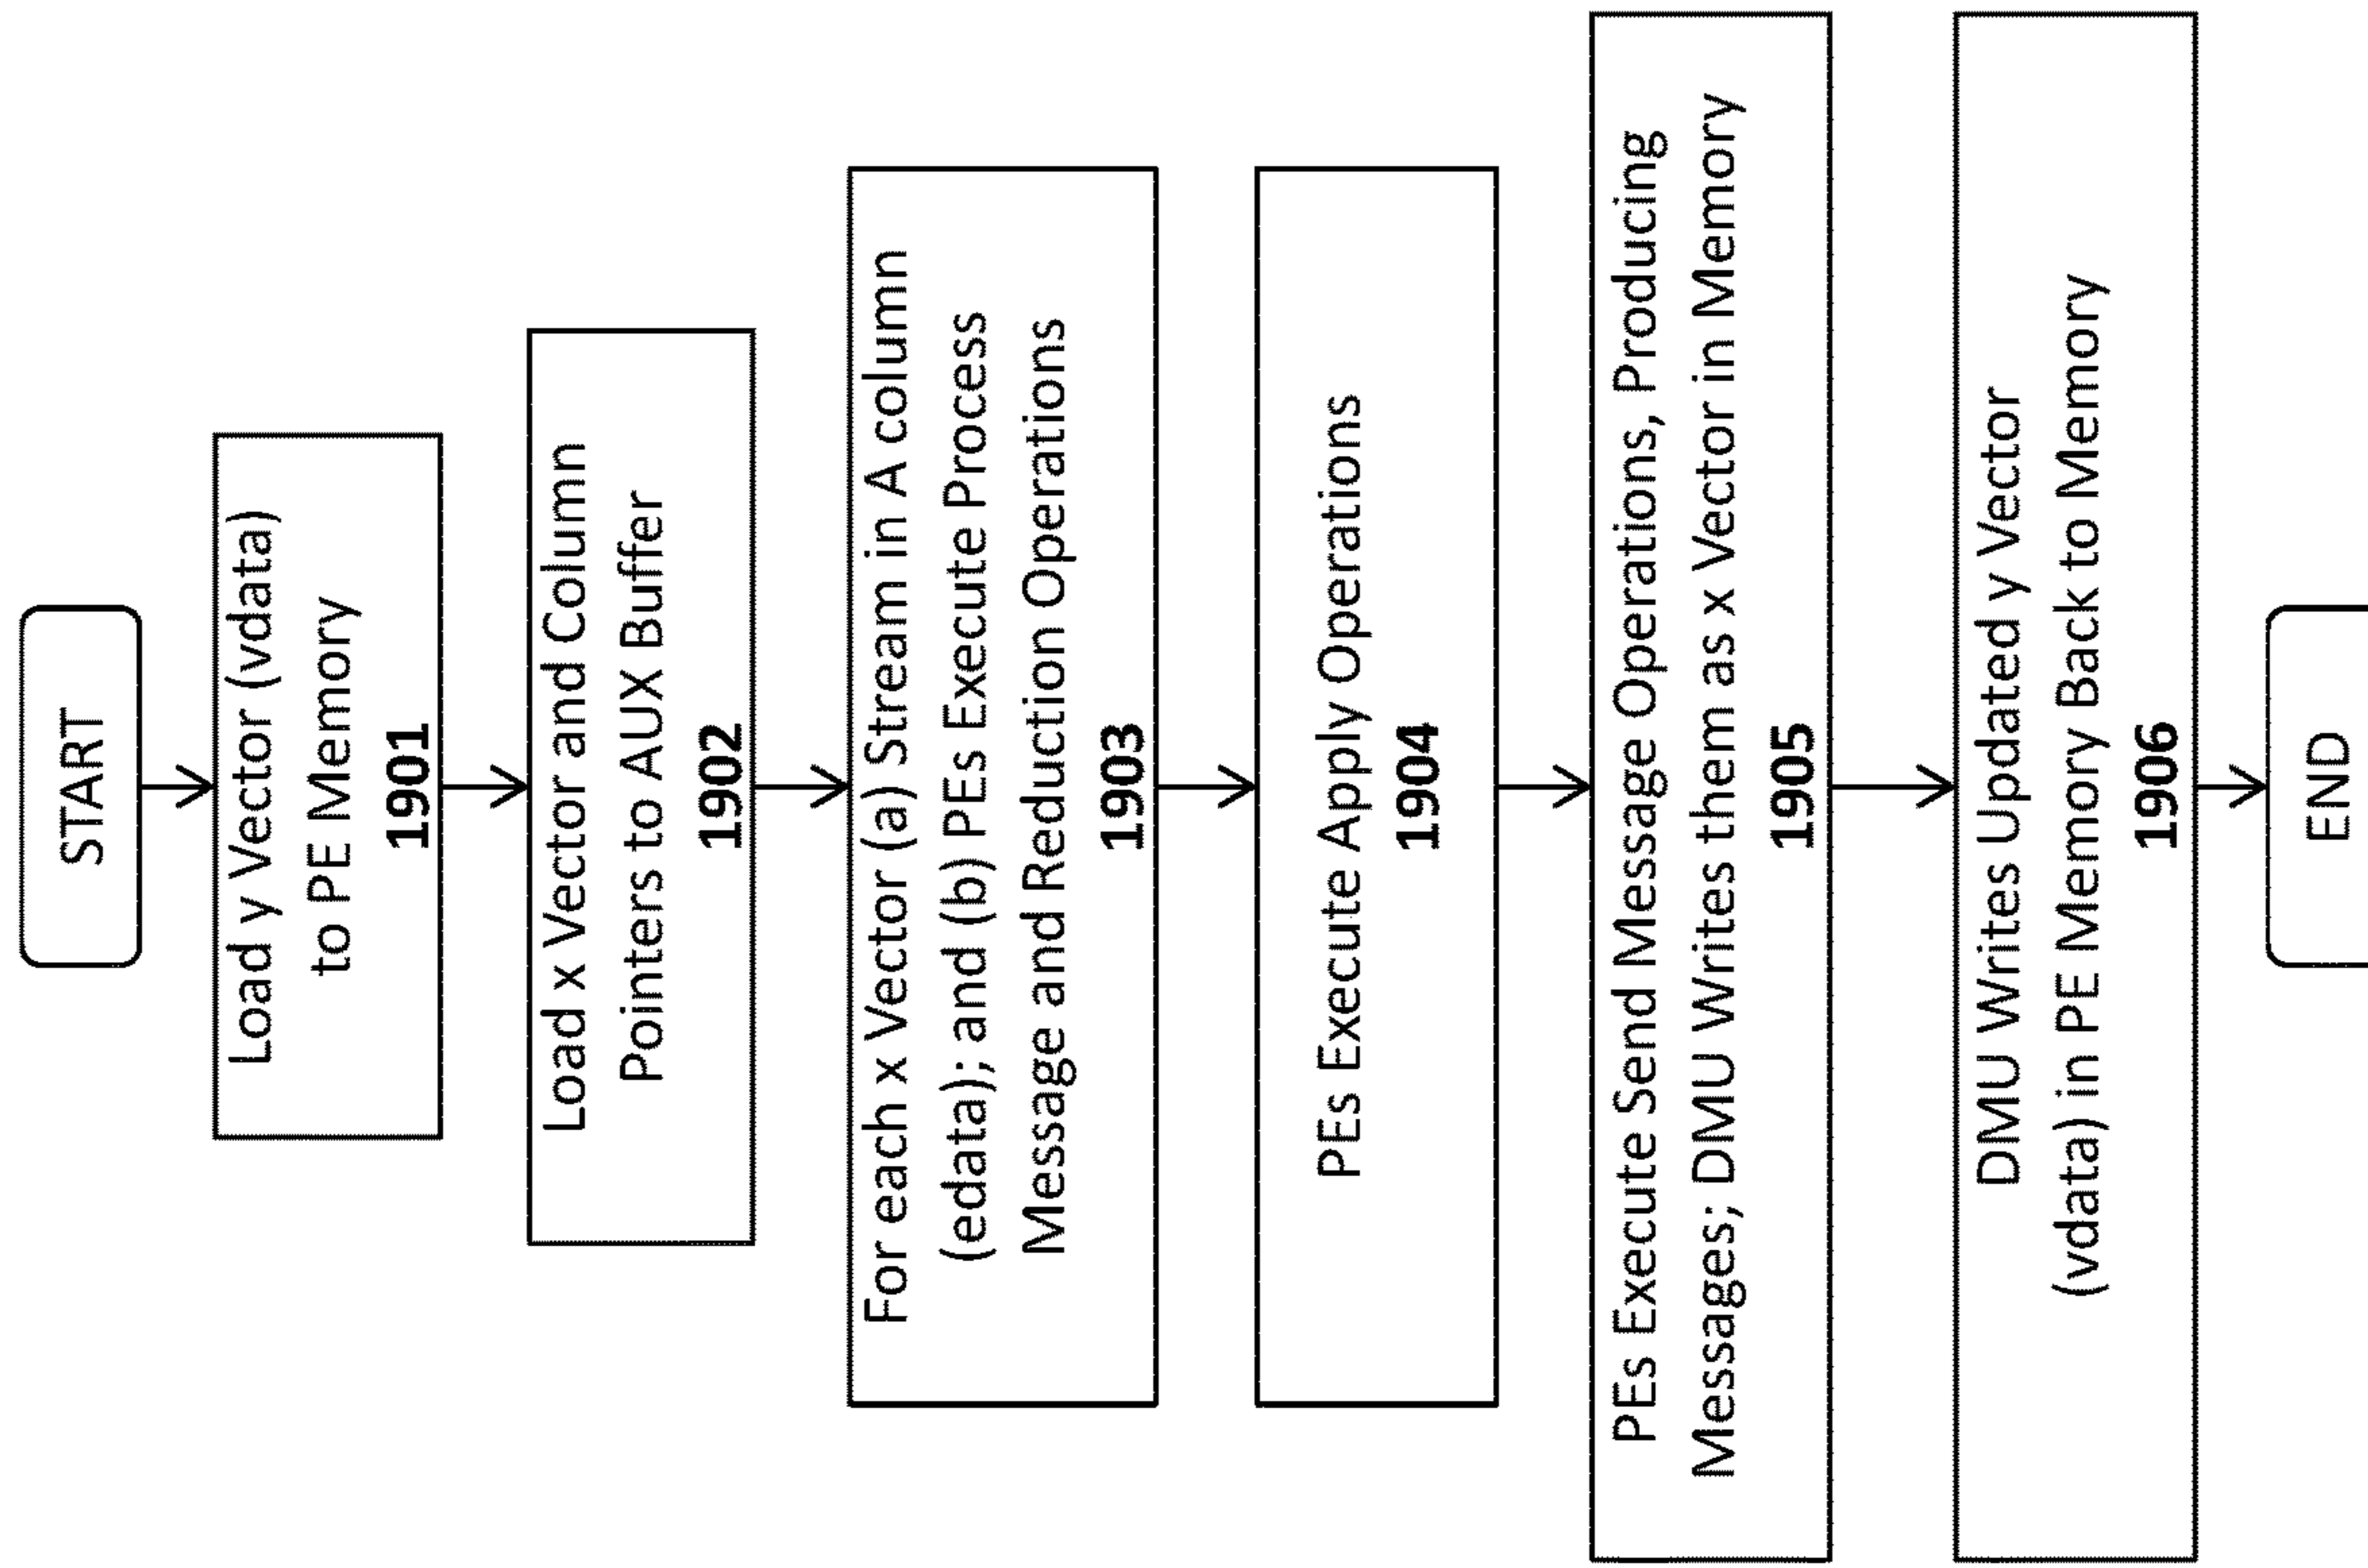 START
Load y Vector (vdata)
to PE Memory
1901
Load x Vector and Column
Pointers to AUX Buffer
1902
For each x Vector (a) Stream in A column
(edata); and (b) PEs Execute Process
Message and Reduction Operations
1903
PEs Execute Apply Operations
1904
PEs Execute Send Message Operations, Producing
Messages; DMU Writes them as x Vector in Memory
1905
DMU Writes Updated y Vector
(vdata) in PE Memory Back to Memory
1906
END